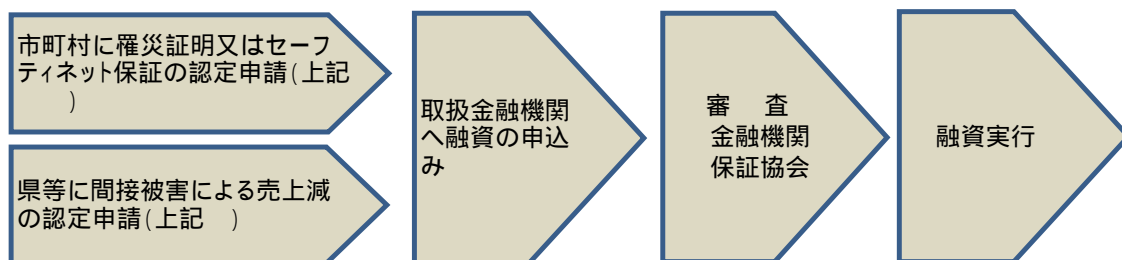 市町村に罹災証明又はセーフ
ティネット保証の認定申請(上記
　)
県等に間接被害による売上減
の認定申請(上記　)
取扱金融機関
へ融資の申込
み
審　査
金融機関
保証協会
融資実行